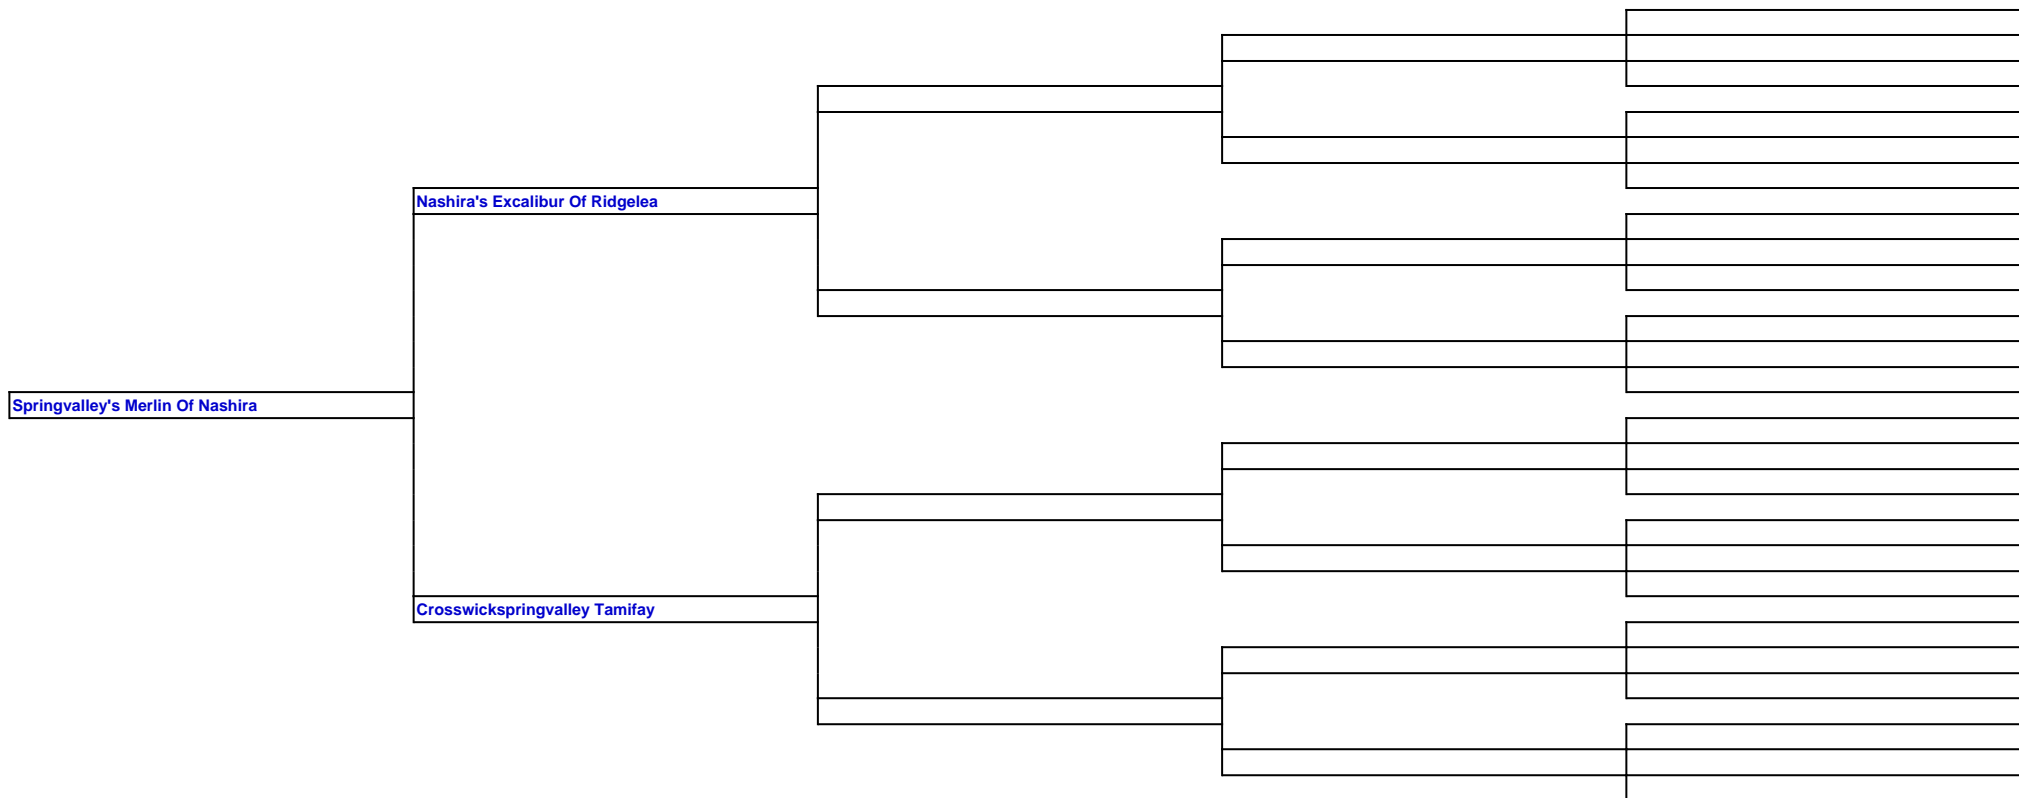 Nashira's Excalibur Of Ridgelea
Springvalley's Merlin Of Nashira
Crosswickspringvalley Tamifay